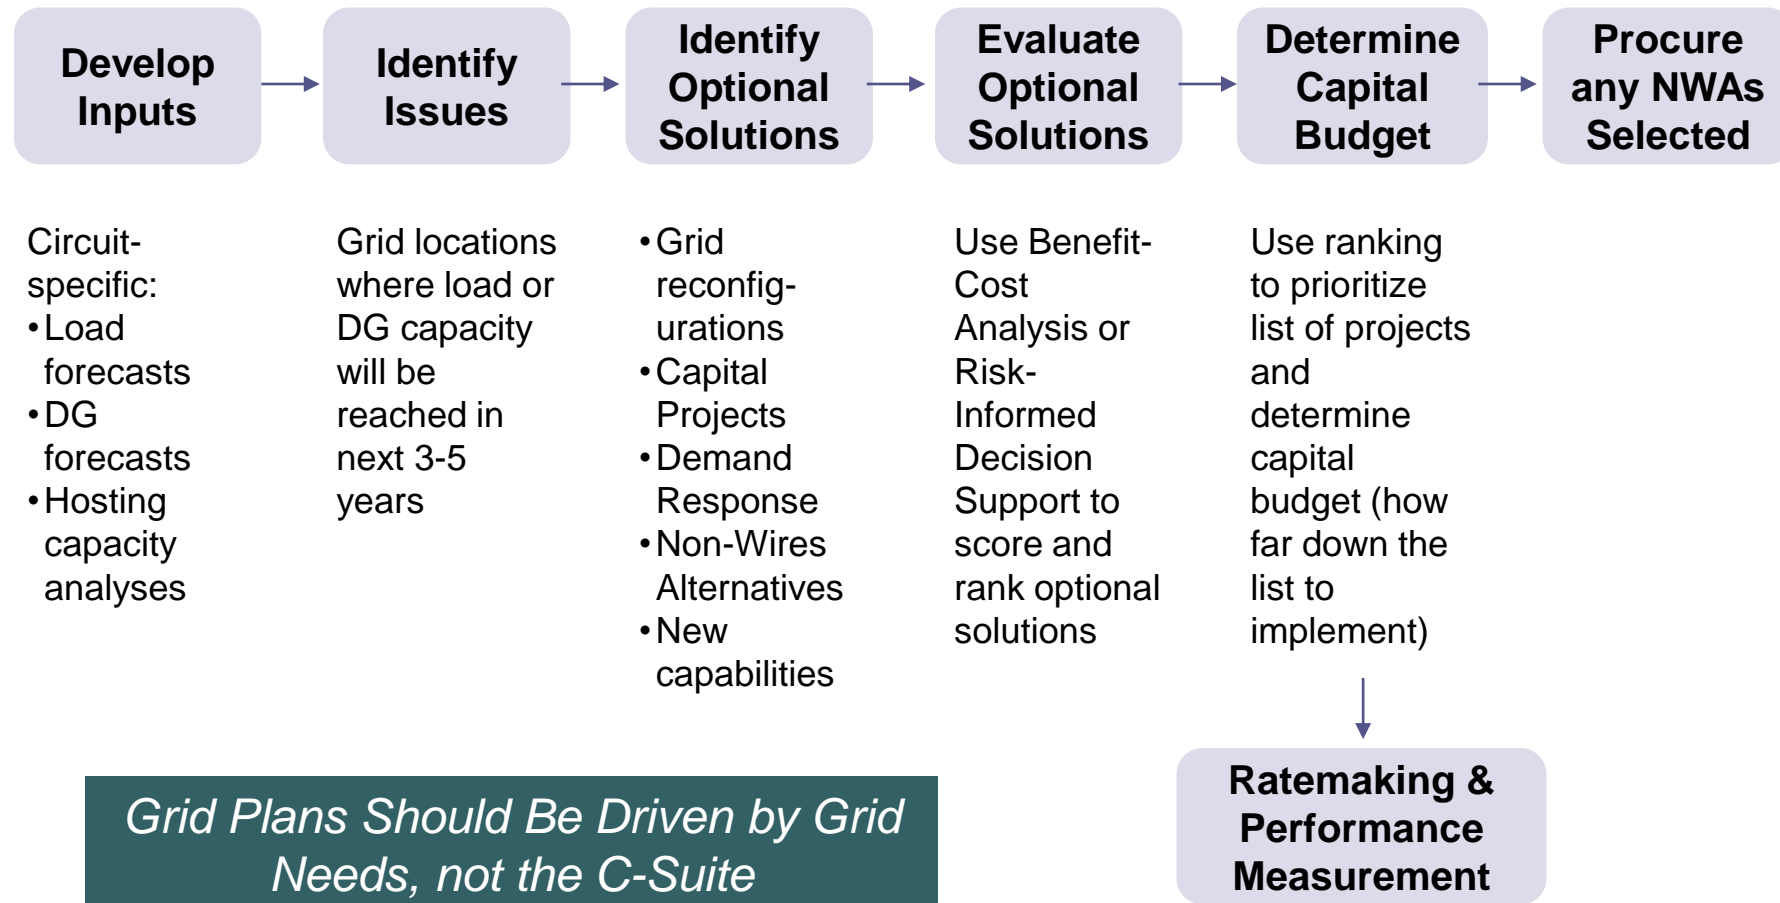 Develop
Inputs
Identify
Issues
Identify
Optional
Solutions
Evaluate
Optional
Solutions
Determine
Capital
Budget
Procure
any NWAs
Selected
Circuit-
specific:
•Load
forecasts
•DG
forecasts
•Hosting
capacity
analyses
Grid locations
where load or
DG capacity
will be
reached in
next 3-5
years
•Grid
reconfig-
urations
•Capital
Projects
•Demand
Response
•Non-Wires
Alternatives
•New
capabilities
Use Benefit-
Cost
Analysis or
Risk-
Informed
Decision
Support to
score and
rank optional
solutions
Use ranking
to prioritize
list of projects
and
determine
capital
budget (how
far down the
list to
implement)
Ratemaking &
Performance
Measurement
Grid Plans Should Be Driven by Grid
Needs, not the C-Suite